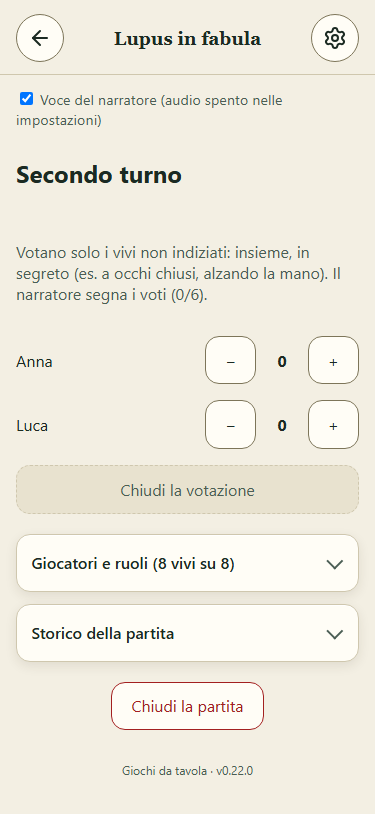 Lupus in fabula
Voce del narratore (audio spento nelle
impostazioni)
Secondo turno
Votano solo i vivi non indiziati: insieme, in
segreto (es. a occhi chiusi, alzando la mano). Il
narratore segna i voti (0/6).
Anna − 0 +
Luca − 0 +
Chiudi la votazione
Giocatori e ruoli (8 vivi su 8)
Storico della partita
Chiudi la partita
Giochi da tavola · v0.22.0